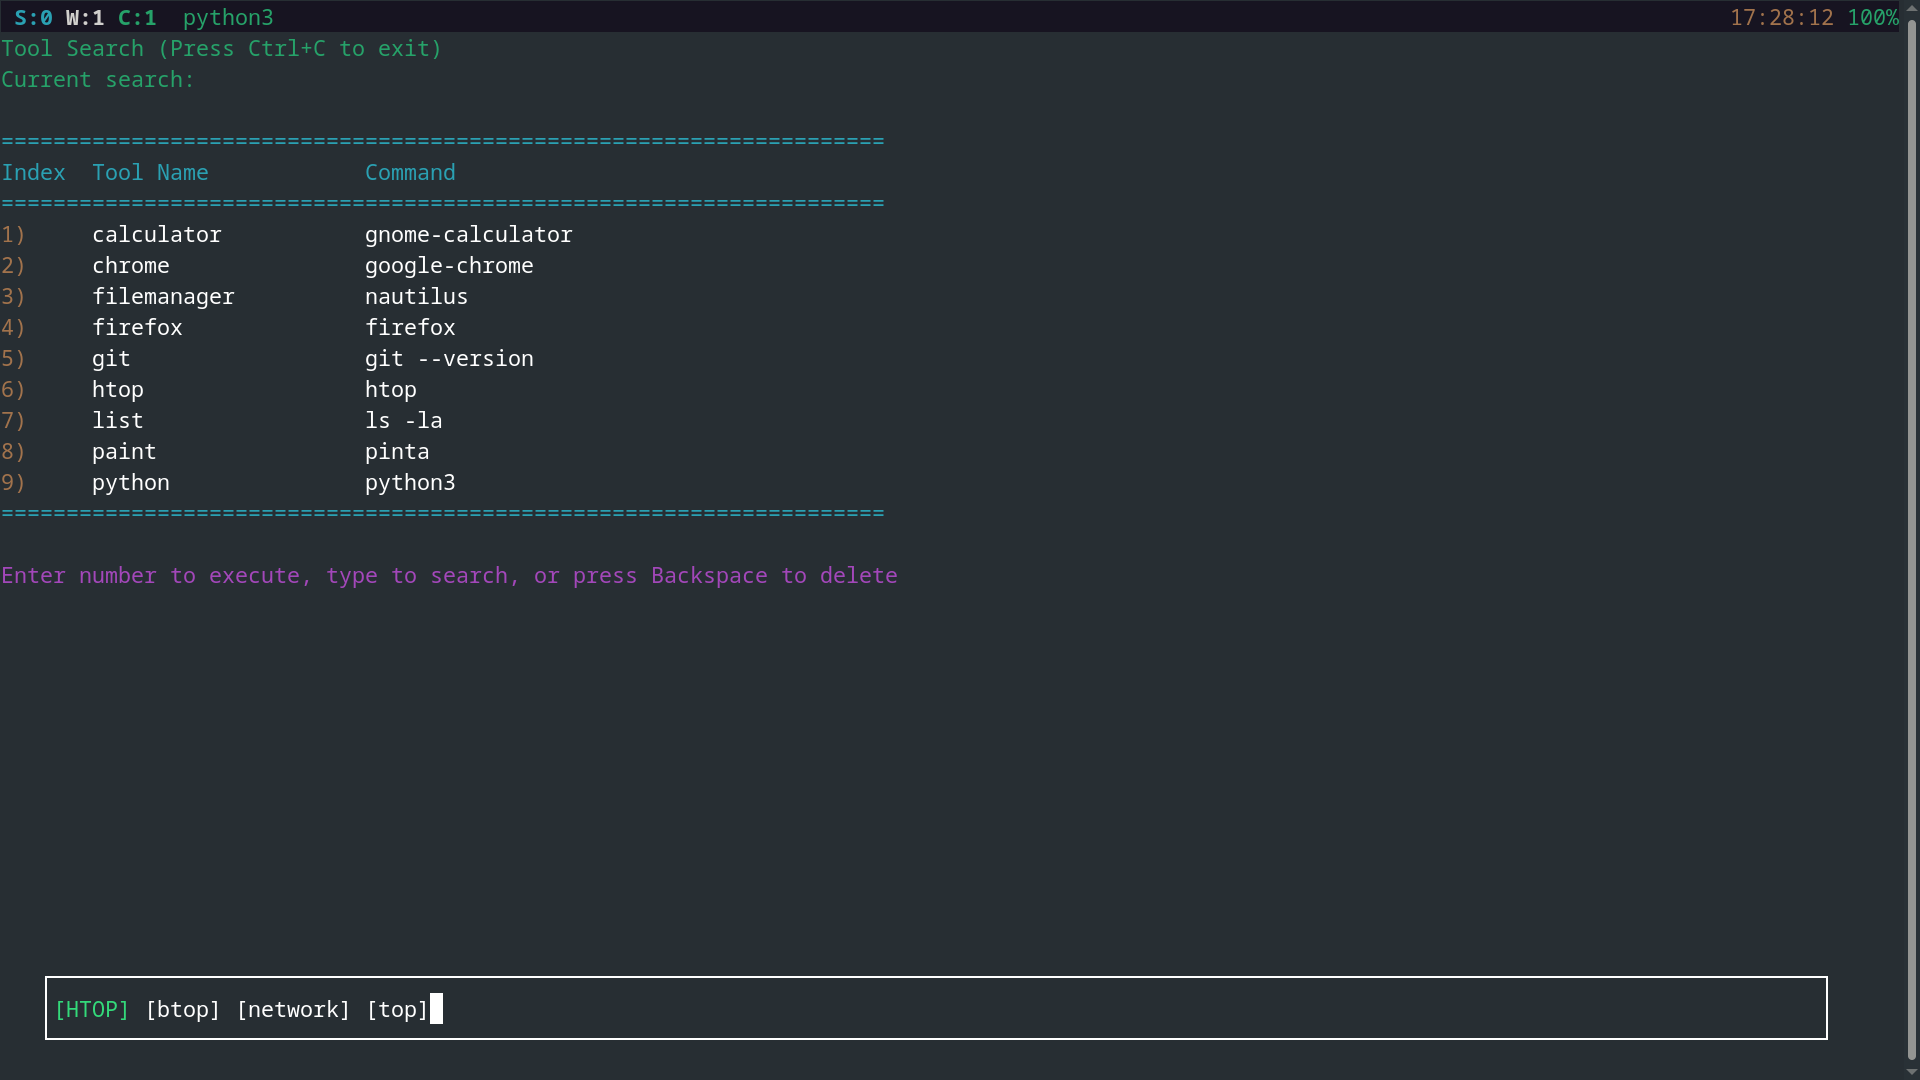 S:0 W:1 C:1 python3 17:28:12 100%
Tool Search (Press Ctrl+C to exit)
Current search:
====================================================================
Index Tool Name Command
====================================================================
1) calculator gnome-calculator
2) chrome google-chrome
3) filemanager nautilus
4) firefox firefox
5) git git --version
6) htop htop
7) list ls -la
8) paint pinta
9) python python3
====================================================================
Enter number to execute, type to search, or press Backspace to delete
[HTOP] [btop] [network] [top]